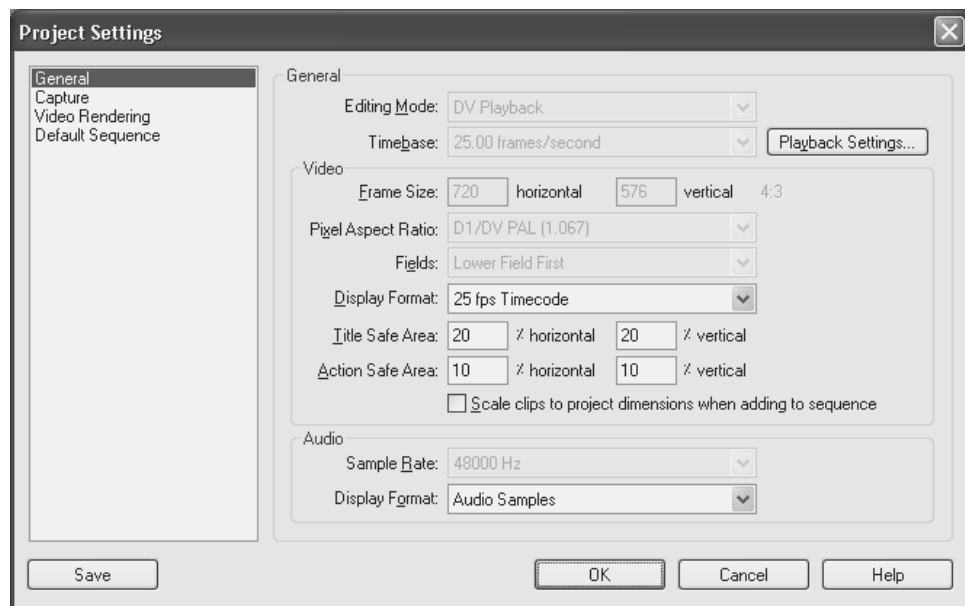 Project Settings
General
Capture
Video Rendering
Default Sequence
General
Editing Mode: DV Playback
Timebase: 25.00 frames/second Playback Settings...
Video
Frame Size: 720 horizontal 576 vertical 4:3
Pixel Aspect Ratio: D1/DV PAL (1.067)
Fields: Lower Field First
Display Format: 25 fps Timecode
Title Safe Area: 20 % horizontal 20 % vertical
Action Safe Area: 10 % horizontal 10 % vertical
Scale clips to project dimensions when adding to sequence
Audio
Sample Rate: 48000 Hz
Display Format: Audio Samples
Save OK Cancel Help